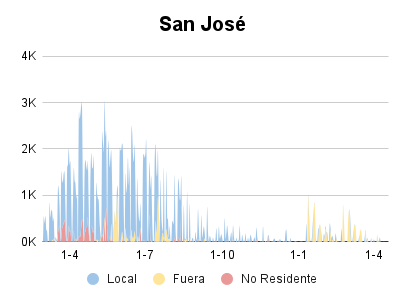 San José
4K
3K
2K
1K
0K
1-4 1-7 1-10 1-1 1-4
Local Fuera No Residente